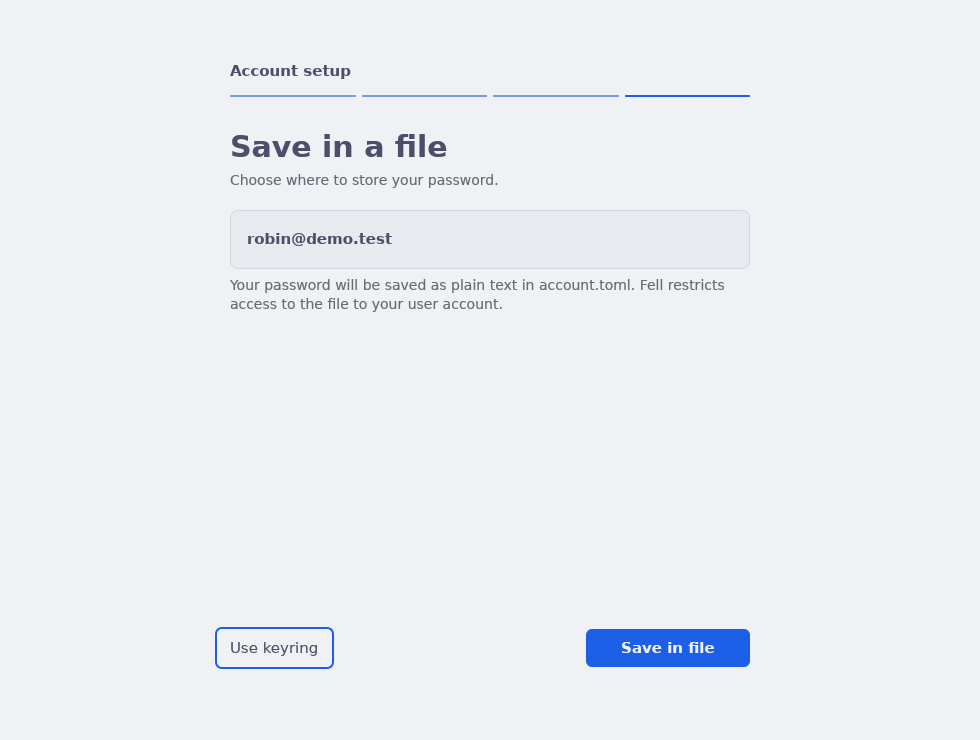 Account setup
Save in a file
Choose where to store your password.
robin@demo.test
Your password will be saved as plain text in account.toml. Fell restricts
access to the file to your user account.
Use keyring
Save in file